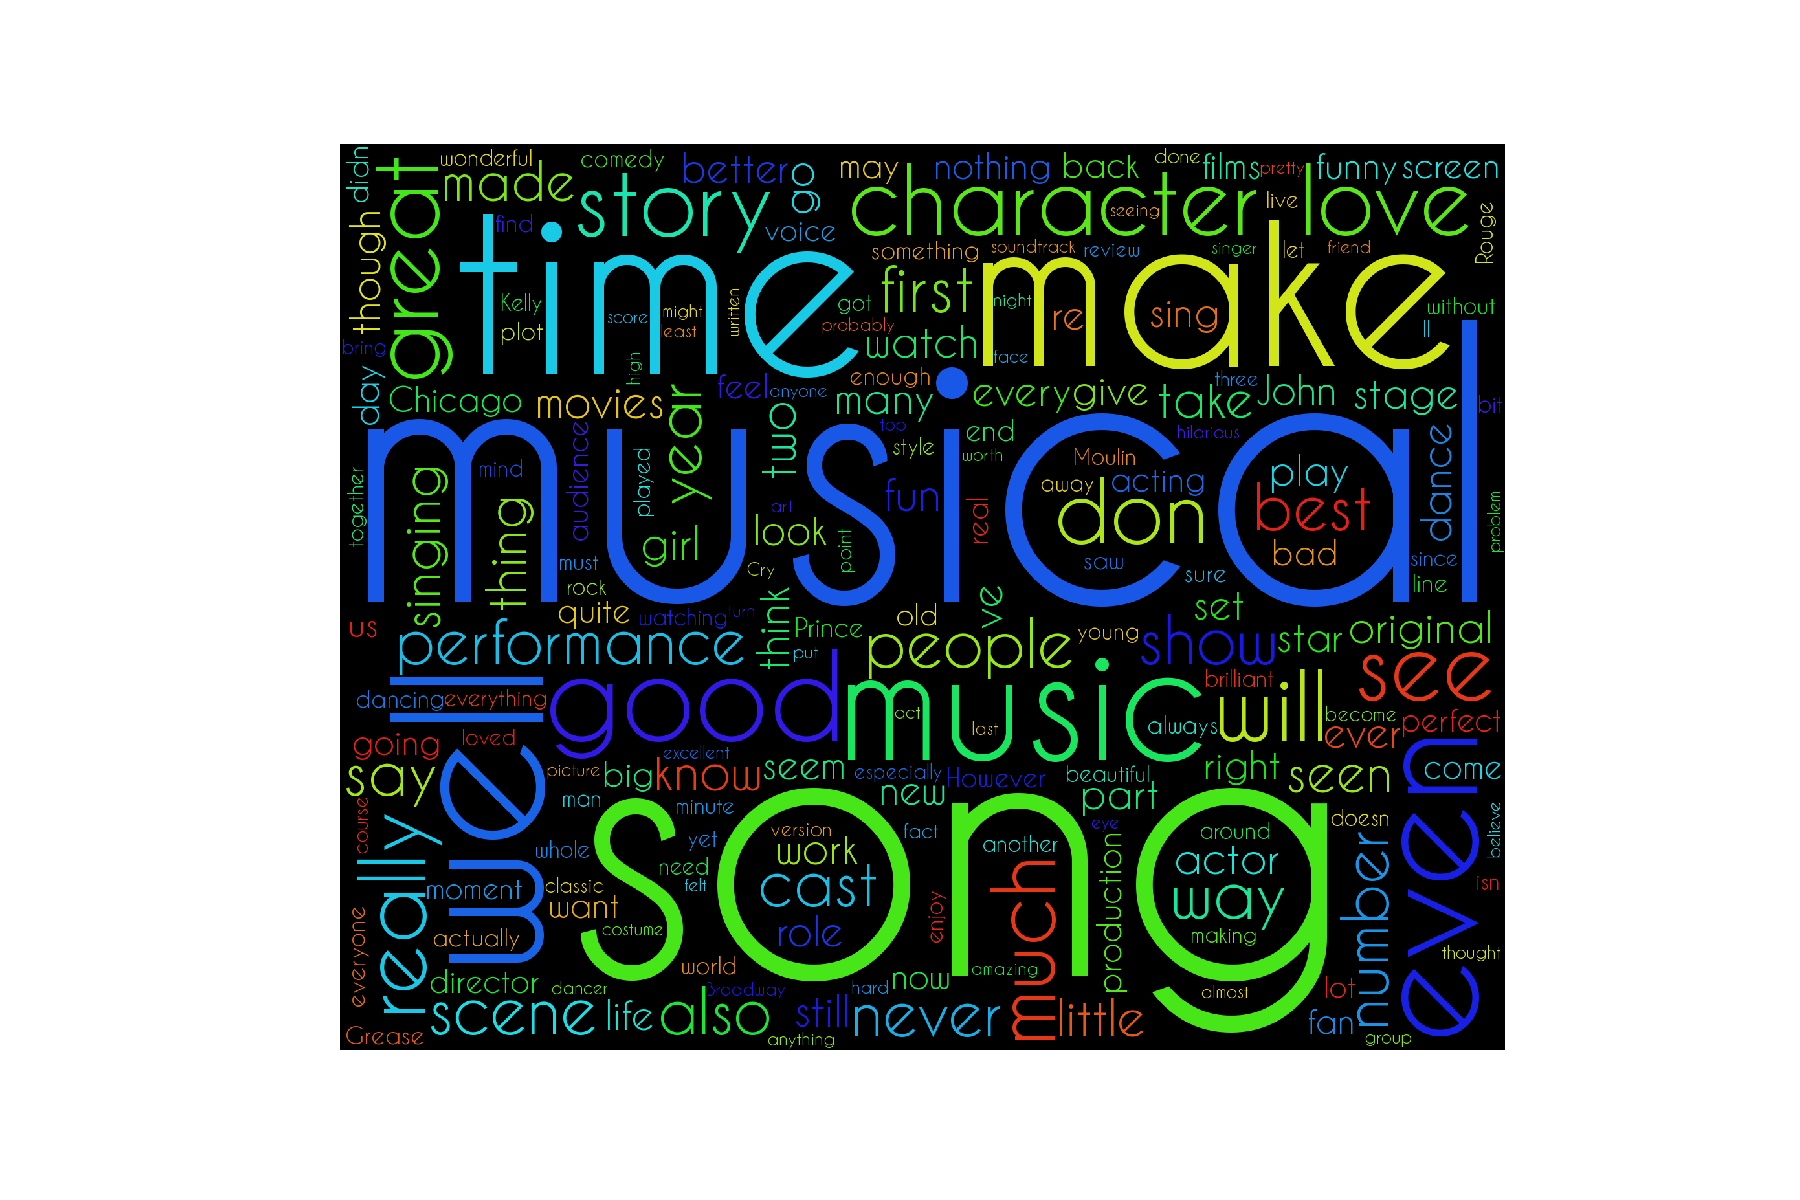 didn
wonderful
comedy
better
go
may
nothing
back
done
films
pretty
funny
screen
great
made
story
character
seeing
live
love
Rouge
though
find
time
voice
something
soundtrack
review
singer
let
friend
make
Kelly
plot
score
might
east
written
got
probably
first
night
re
sing
without
ll
bring
high
watch
face
day
Chicago
movies
year
feel
anyone
two
enough
many
every
give
take
three
John
stage
bit
musical
together
singing
mind
thing
audience
played
top
style
end
worth
hilarious
Moulin
away
acting
don
play
best
bad
dance
problem
girl
art
look
point
fun
real
saw
since
line
must
rock
Cry
sure
us
quite
watching
turn
think
Prince
put
old
ve
young
set
show
star
original
performance
people
see
dancing
everything
well
good
music
act
last
always
brilliant
will
become
ever
perfect
going
loved
excellent
say
picture
big
know
seem
especially
However
beautiful
part
right
seen
come
even
course
man
minute
new
song
version
work
cast
role
fact
another
eye
around
actor
way
making
doesn
believe
really
whole
yet
need
felt
moment
classic
want
costume
actually
enjoy
much
production
number
isn
everyone
world
amazing
thought
director
dancer
Broadway
hard
now
almost
lot
Grease
scene
life
also
still
never
little
fan
anything
group